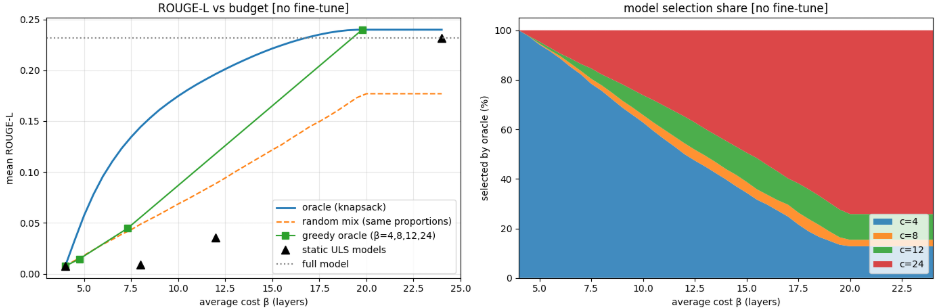 ROUGE-L vs budget [no fine-tune]
mean ROUGE-L
0.25
0.20
0.15
0.10
0.05
0.00
oracle (knapsack)
random mix (same proportions)
greedy oracle (β=4,8,12,24)
static ULS models
full model
5.0 7.5 10.0 12.5 15.0 17.5 20.0 22.5 25.0
average cost β (layers)
model selection share [no fine-tune]
selected by oracle (%)
100
80
60
40
20
0
c=4
c=8
c=12
c=24
5.0 7.5 10.0 12.5 15.0 17.5 20.0 22.5
average cost β (layers)